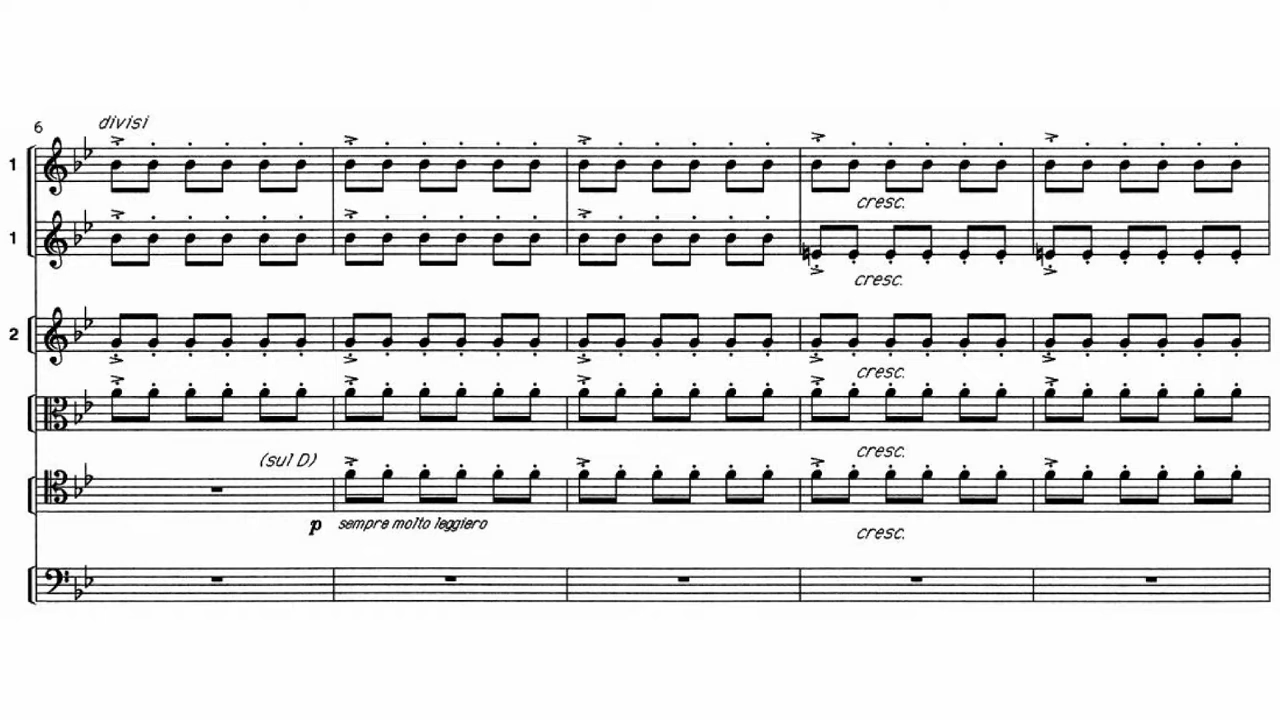 6
divisi
1
cresc.
1
cresc.
2
cresc.
cresc.
(sul D)
p sempre molto leggiero
cresc.